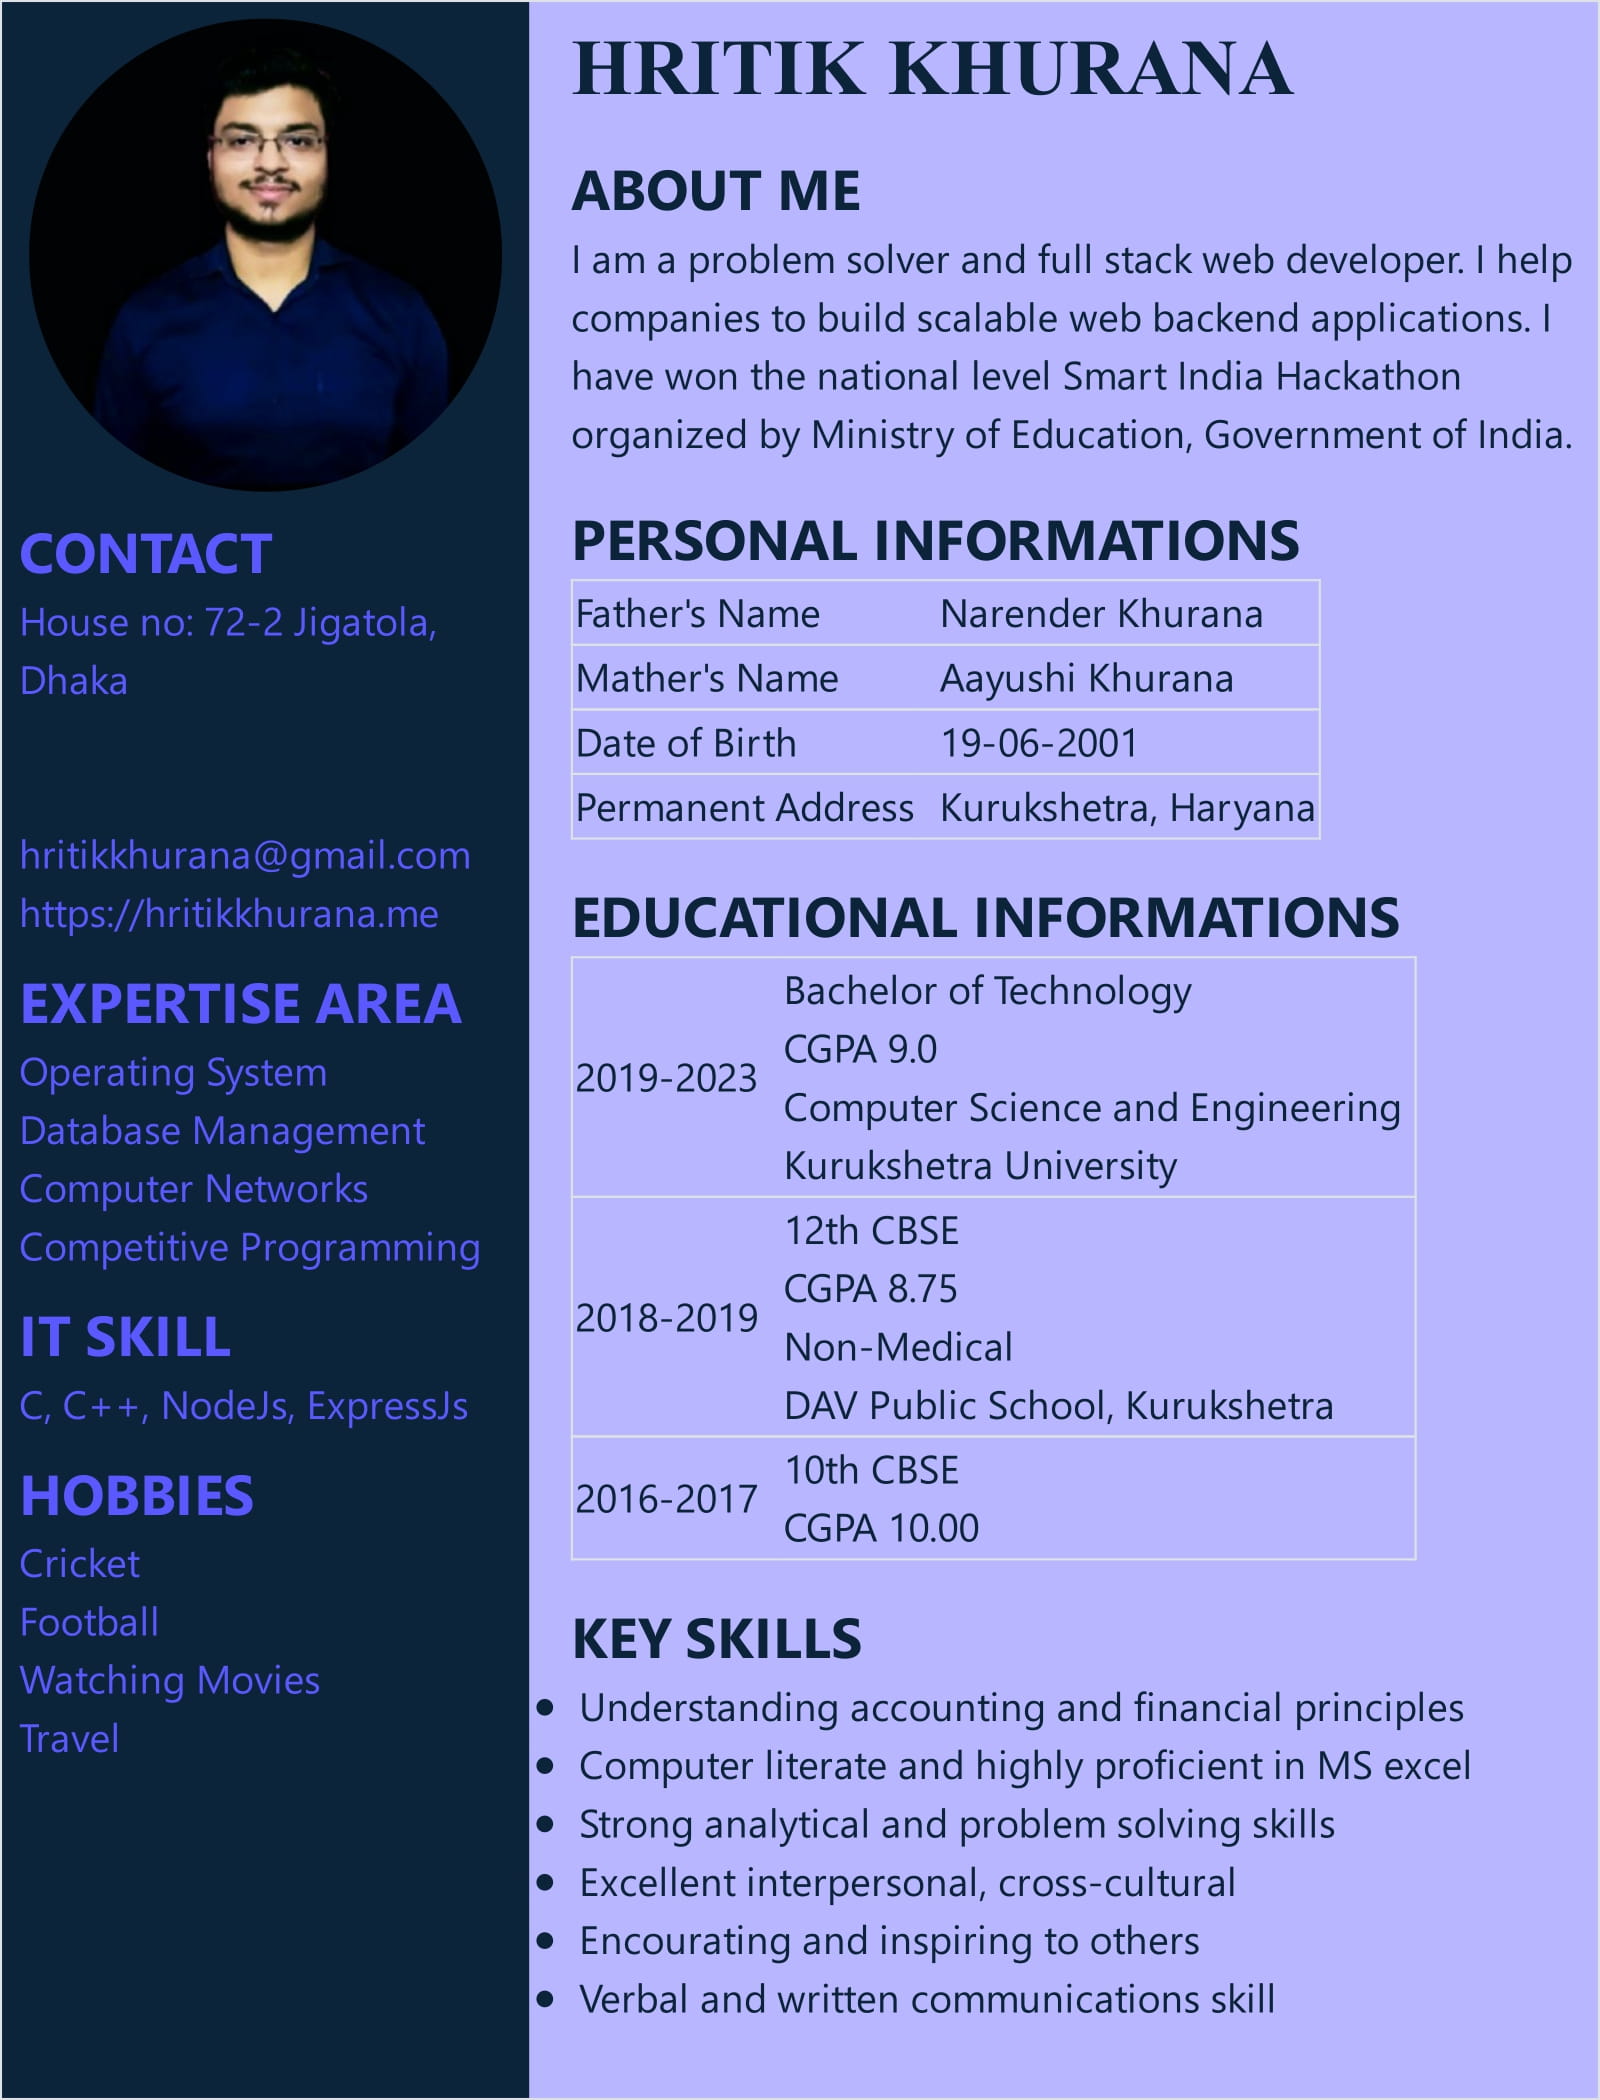 HRITIK KHURANA
ABOUT ME
I am a problem solver and full stack web developer. I help
companies to build scalable web backend applications. I
have won the national level Smart India Hackathon
organized by Ministry of Education, Government of India.
PERSONAL INFORMATIONS
Father's Name Narender Khurana
Mather's Name Aayushi Khurana
Date of Birth 19-06-2001
Permanent Address Kurukshetra, Haryana
EDUCATIONAL INFORMATIONS
2019-2023
Bachelor of Technology
CGPA 9.0
Computer Science and Engineering
Kurukshetra University
2018-2019
12th CBSE
CGPA 8.75
Non-Medical
DAV Public School, Kurukshetra
2016-2017
10th CBSE
CGPA 10.00
KEY SKILLS
• Understanding accounting and financial principles
• Computer literate and highly proficient in MS excel
• Strong analytical and problem solving skills
• Excellent interpersonal, cross-cultural
• Encourating and inspiring to others
• Verbal and written communications skill
CONTACT
House no: 72-2 Jigatola,
Dhaka
hritikkhurana@gmail.com
https://hritikkhurana.me
EXPERTISE AREA
Operating System
Database Management
Computer Networks
Competitive Programming
IT SKILL
C, C++, NodeJs, ExpressJs
HOBBIES
Cricket
Football
Watching Movies
Travel